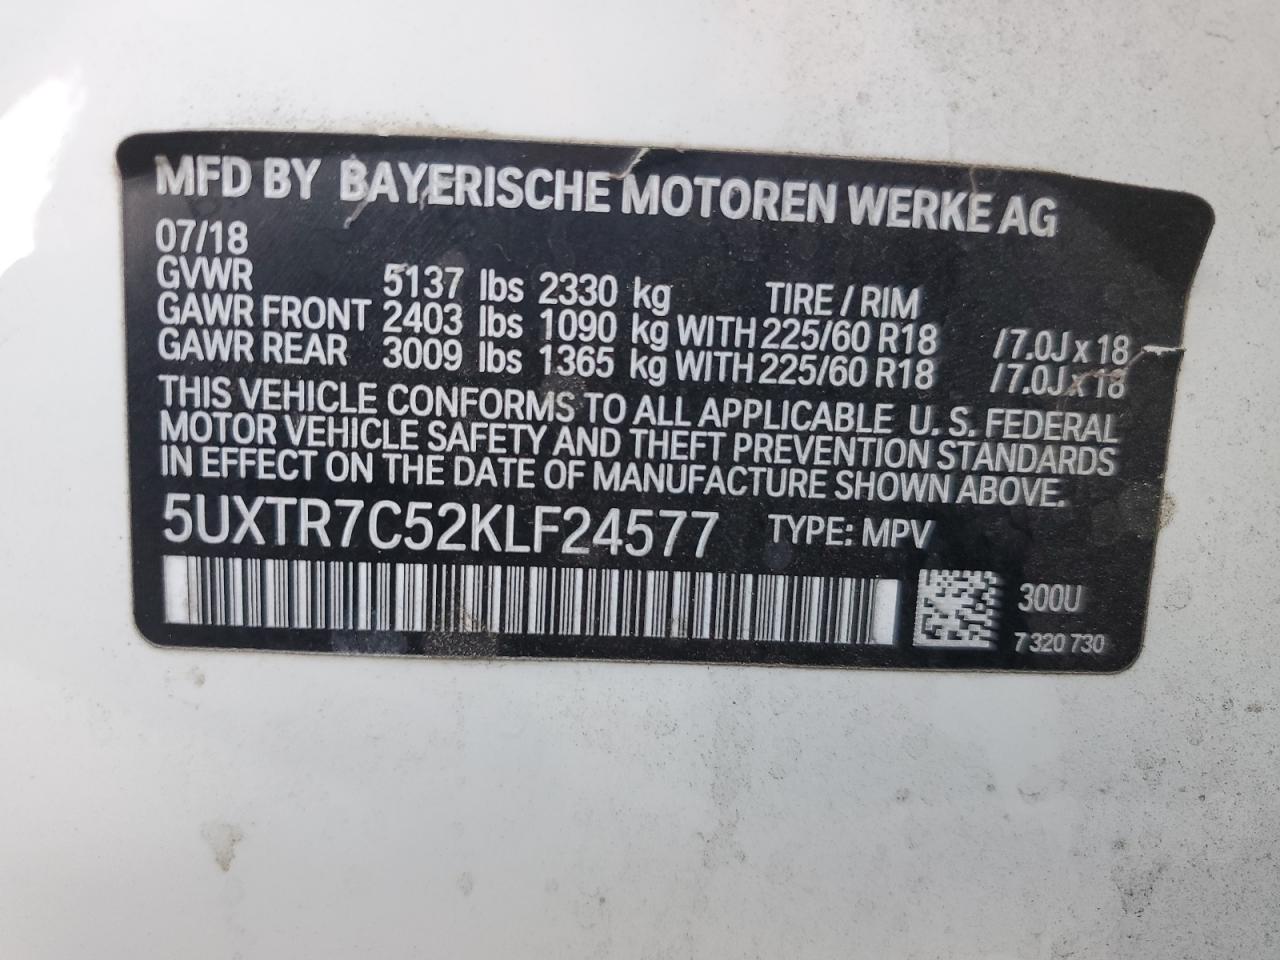 MFD BY BAYERISCHE MOTOREN WERKE AG
07/18
GVWR 5137 lbs 2330 kg TIRE / RIM
GAWR FRONT 2403 lbs 1090 kg WITH 225/60 R18 /7.0J x 18
GAWR REAR 3009 lbs 1365 kg WITH 225/60 R18 /7.0J x 18
THIS VEHICLE CONFORMS TO ALL APPLICABLE U. S. FEDERAL
MOTOR VEHICLE SAFETY AND THEFT PREVENTION STANDARDS
IN EFFECT ON THE DATE OF MANUFACTURE SHOWN ABOVE.
5UXTR7C52KLF24577 TYPE: MPV
300U
7 320 730